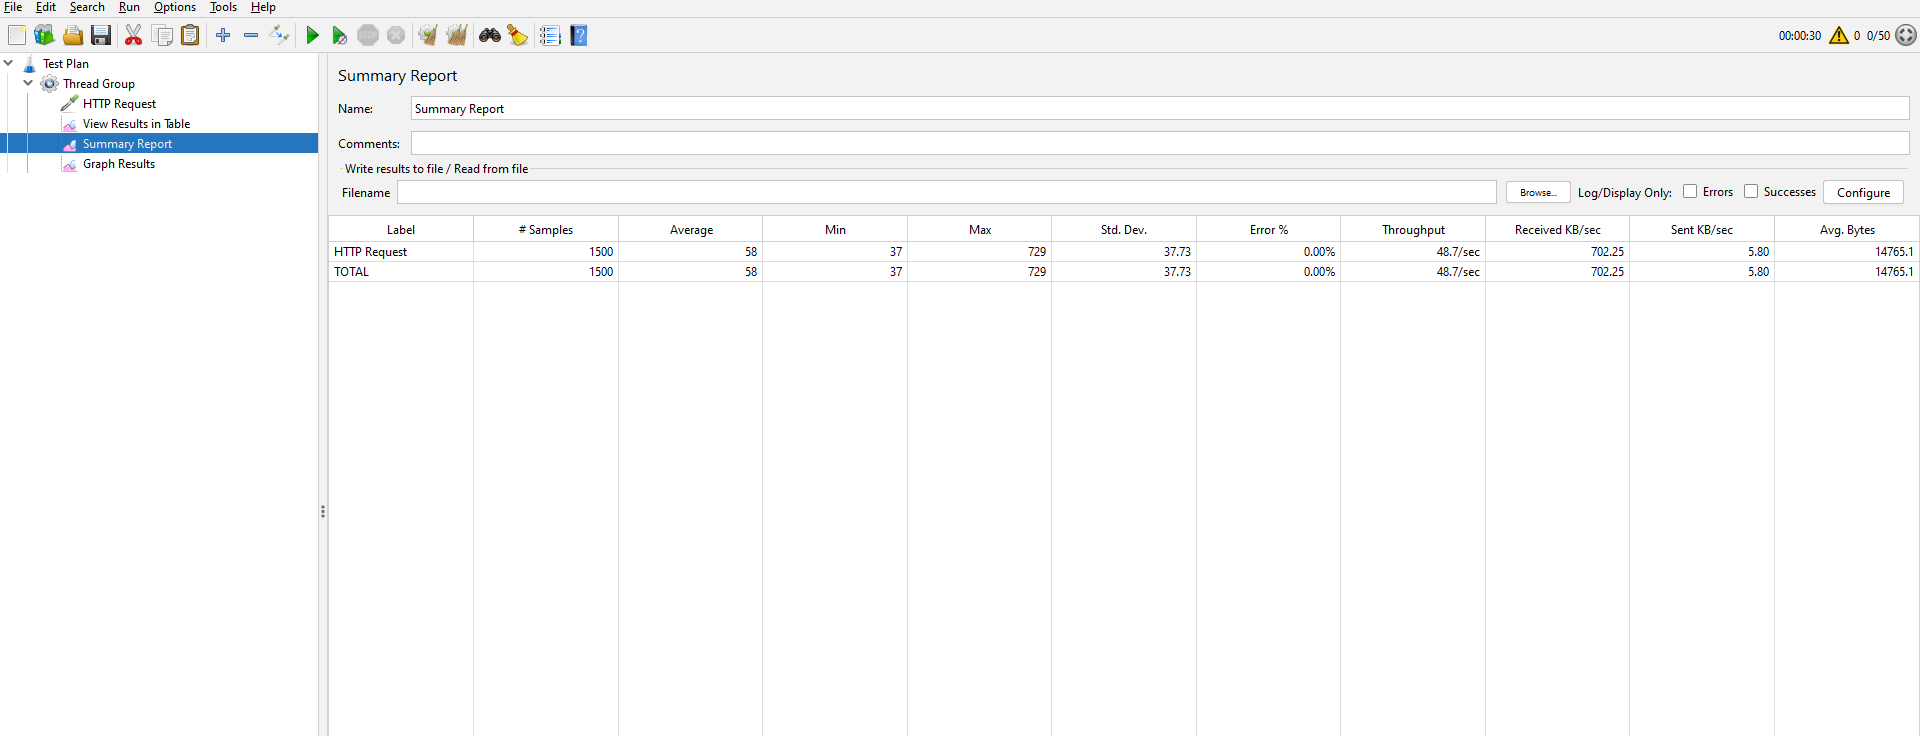 File Edit Search Run Options Tools Help
STOP
00:00:30 0 0/50
Test Plan
Thread Group
HTTP Request
View Results in Table
Summary Report
Graph Results
Summary Report
Name: Summary Report
Comments:
Write results to file / Read from file
Filename Browse... Log/Display Only: Errors Successes Configure
Label # Samples Average Min Max Std. Dev. Error % Throughput Received KB/sec Sent KB/sec Avg. Bytes
HTTP Request 1500 58 37 729 37.73 0.00% 48.7/sec 702.25 5.80 14765.1
TOTAL 1500 58 37 729 37.73 0.00% 48.7/sec 702.25 5.80 14765.1